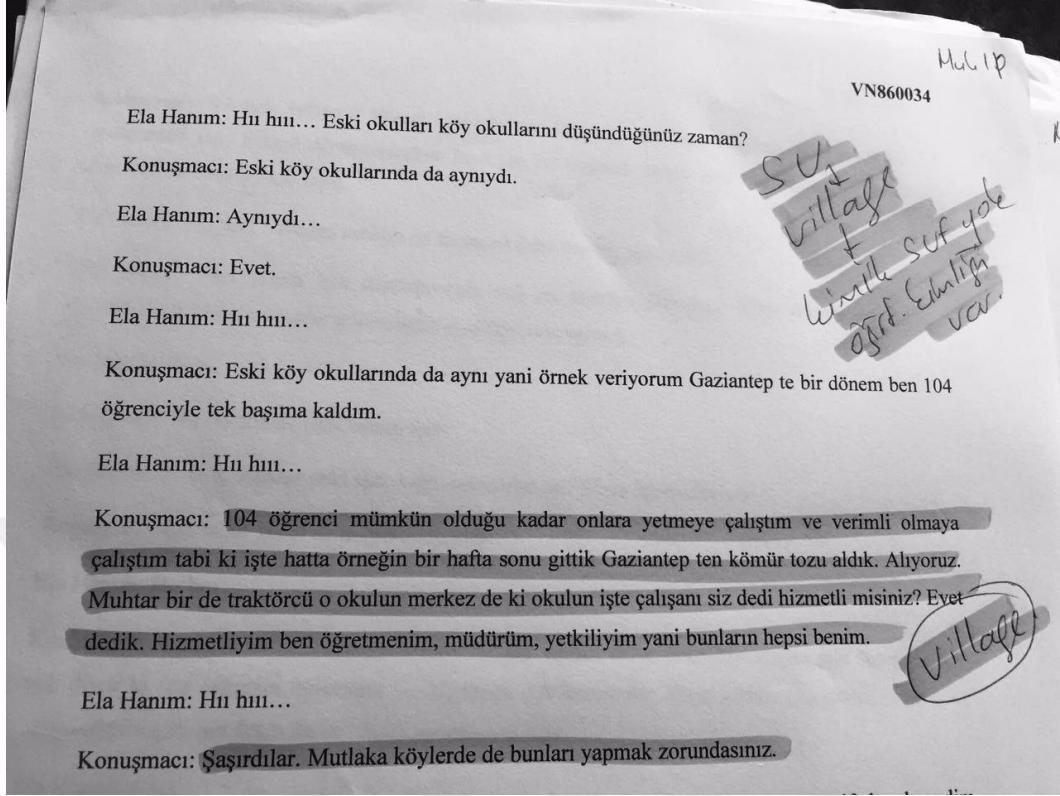 VN860034
Ela Hanım: Hıı hııı... Eski okulları köy okullarını düşündüğünüz zaman?
Konuşmacı: Eski köy okullarında da aynıydı.
Ela Hanım: Aynıydı...
Konuşmacı: Evet.
Ela Hanım: Hıı hııı...
Konuşmacı: Eski köy okullarında da aynı yani örnek veriyorum Gaziantep te bir dönem ben 104
öğrenciyle tek başıma kaldım.
Ela Hanım: Hıı hııı...
Konuşmacı: 104 öğrenci mümkün olduğu kadar onlara yetmeye çalıştım ve verimli olmaya
çalıştım tabi ki işte hatta örneğin bir hafta sonu gittik Gaziantep ten kömür tozu aldık. Alıyoruz.
Muhtar bir de traktörcü o okulun merkez de ki okulun işte çalışanı siz dedi hizmetli misiniz? Evet
dedik. Hizmetliyim ben öğretmenim, müdürüm, yetkiliyim yani bunların hepsi benim.
Ela Hanım: Hıı hııı...
Konuşmacı: Şaşırdılar. Mutlaka köylerde de bunları yapmak zorundasınız.
village
+
yok
öğrt.
var.
village